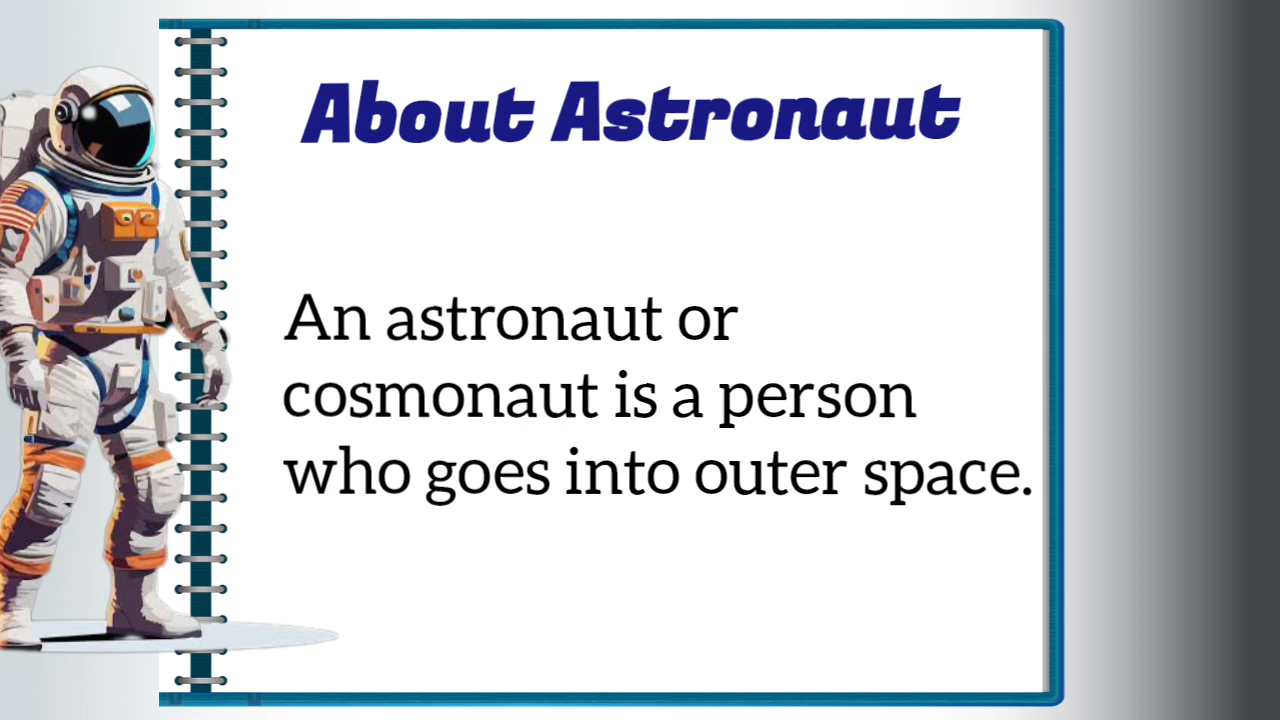 About Astronaut
An astronaut or
cosmonaut is a person
who goes into outer space.